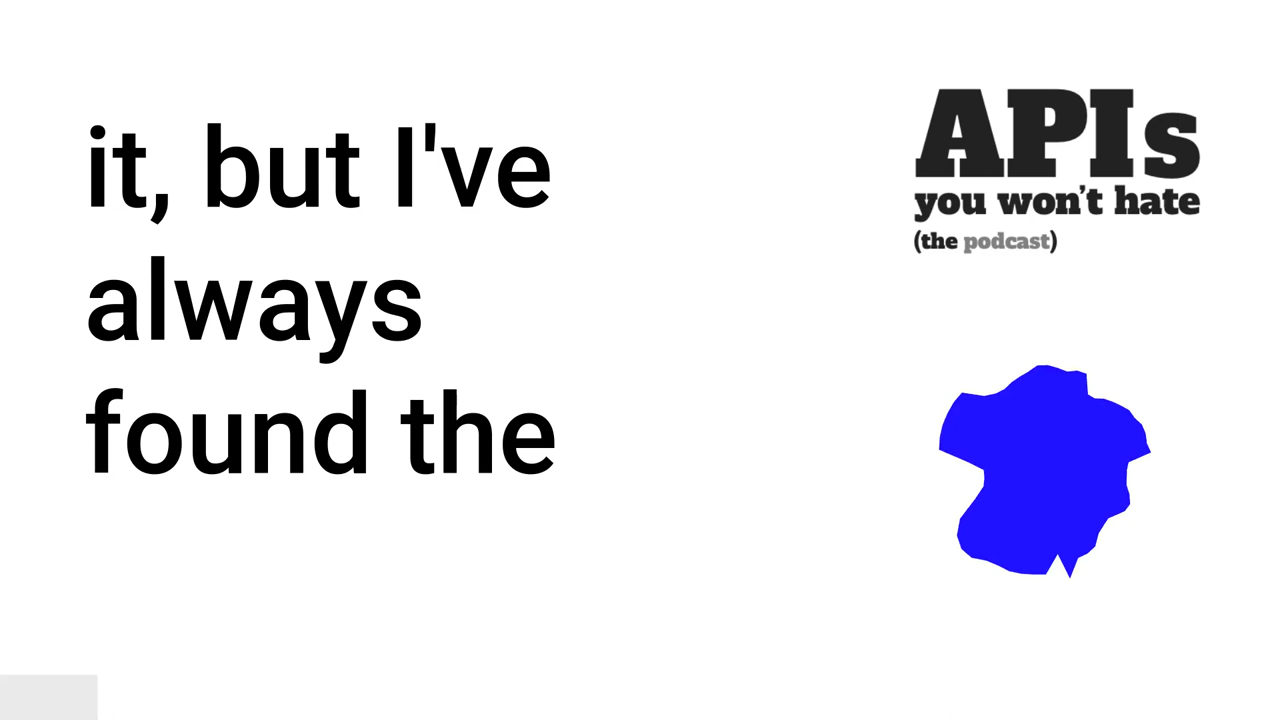 it, but I've
always
found the
APIs
you won't hate
(the podcast)